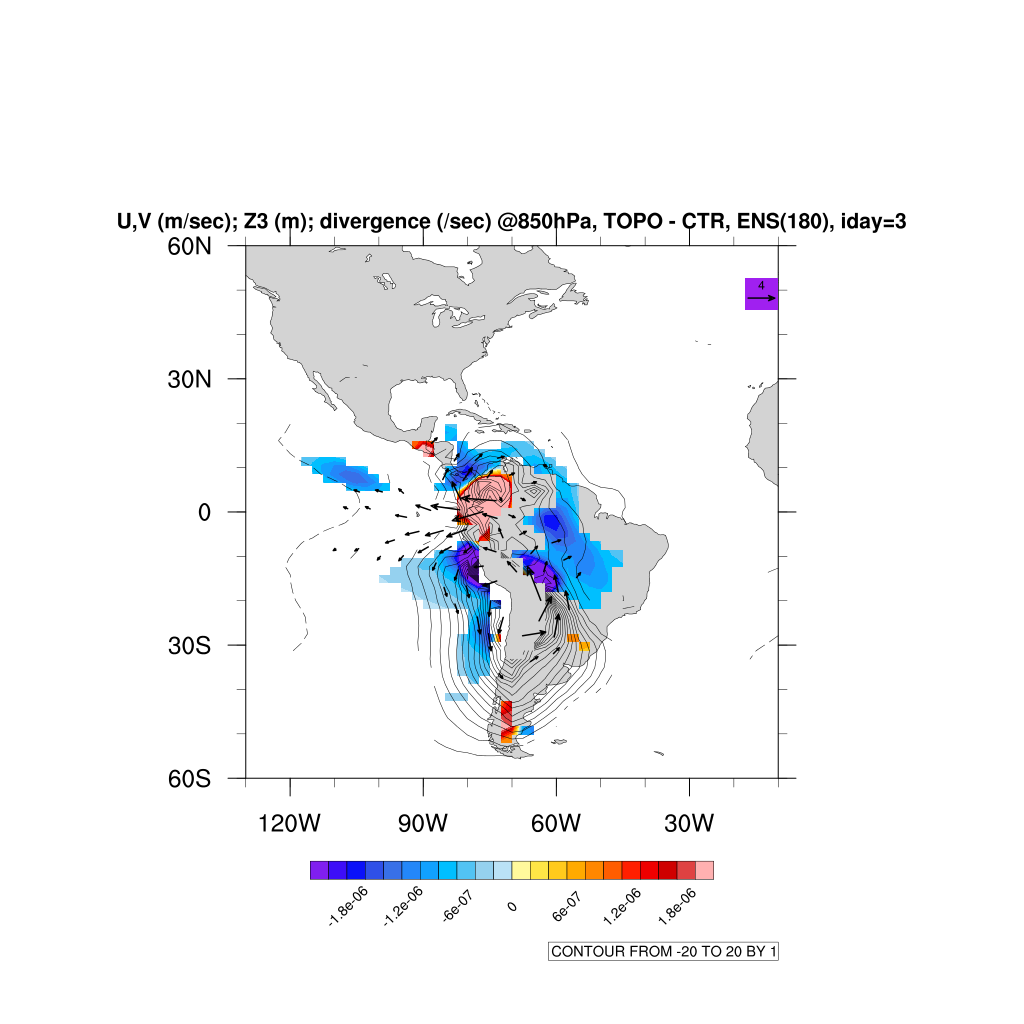 U,V (m/sec); Z3 (m); divergence (/sec) @850hPa, TOPO - CTR, ENS(180), iday=3
60N
4
30N
0
30S
60S
120W 90W 60W 30W
-1.8e-06 -1.2e-06 -6e-07 0 6e-07 1.2e-06 1.8e-06
CONTOUR FROM -20 TO 20 BY 1